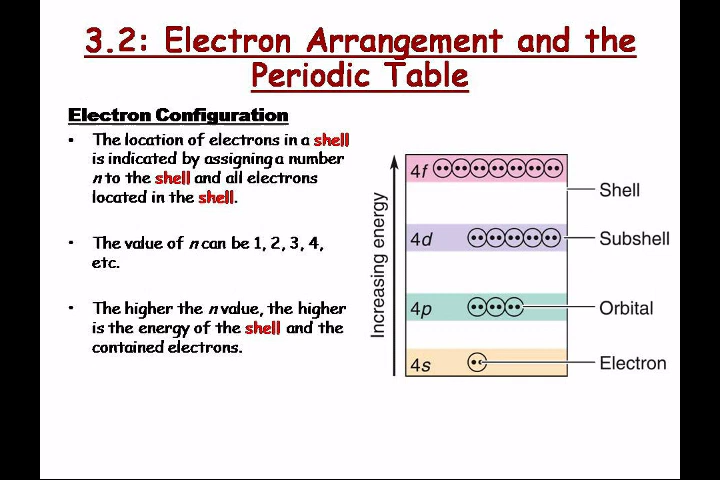 3.2: Electron Arrangement and the
Periodic Table
Electron Configuration
• The location of electrons in a shell
is indicated by assigning a number
n to the shell and all electrons
located in the shell.
• The value of n can be 1, 2, 3, 4,
etc.
• The higher the n value, the higher
is the energy of the shell and the
contained electrons.
Increasing energy
4f
Shell
4d
Subshell
4p
Orbital
4s
Electron